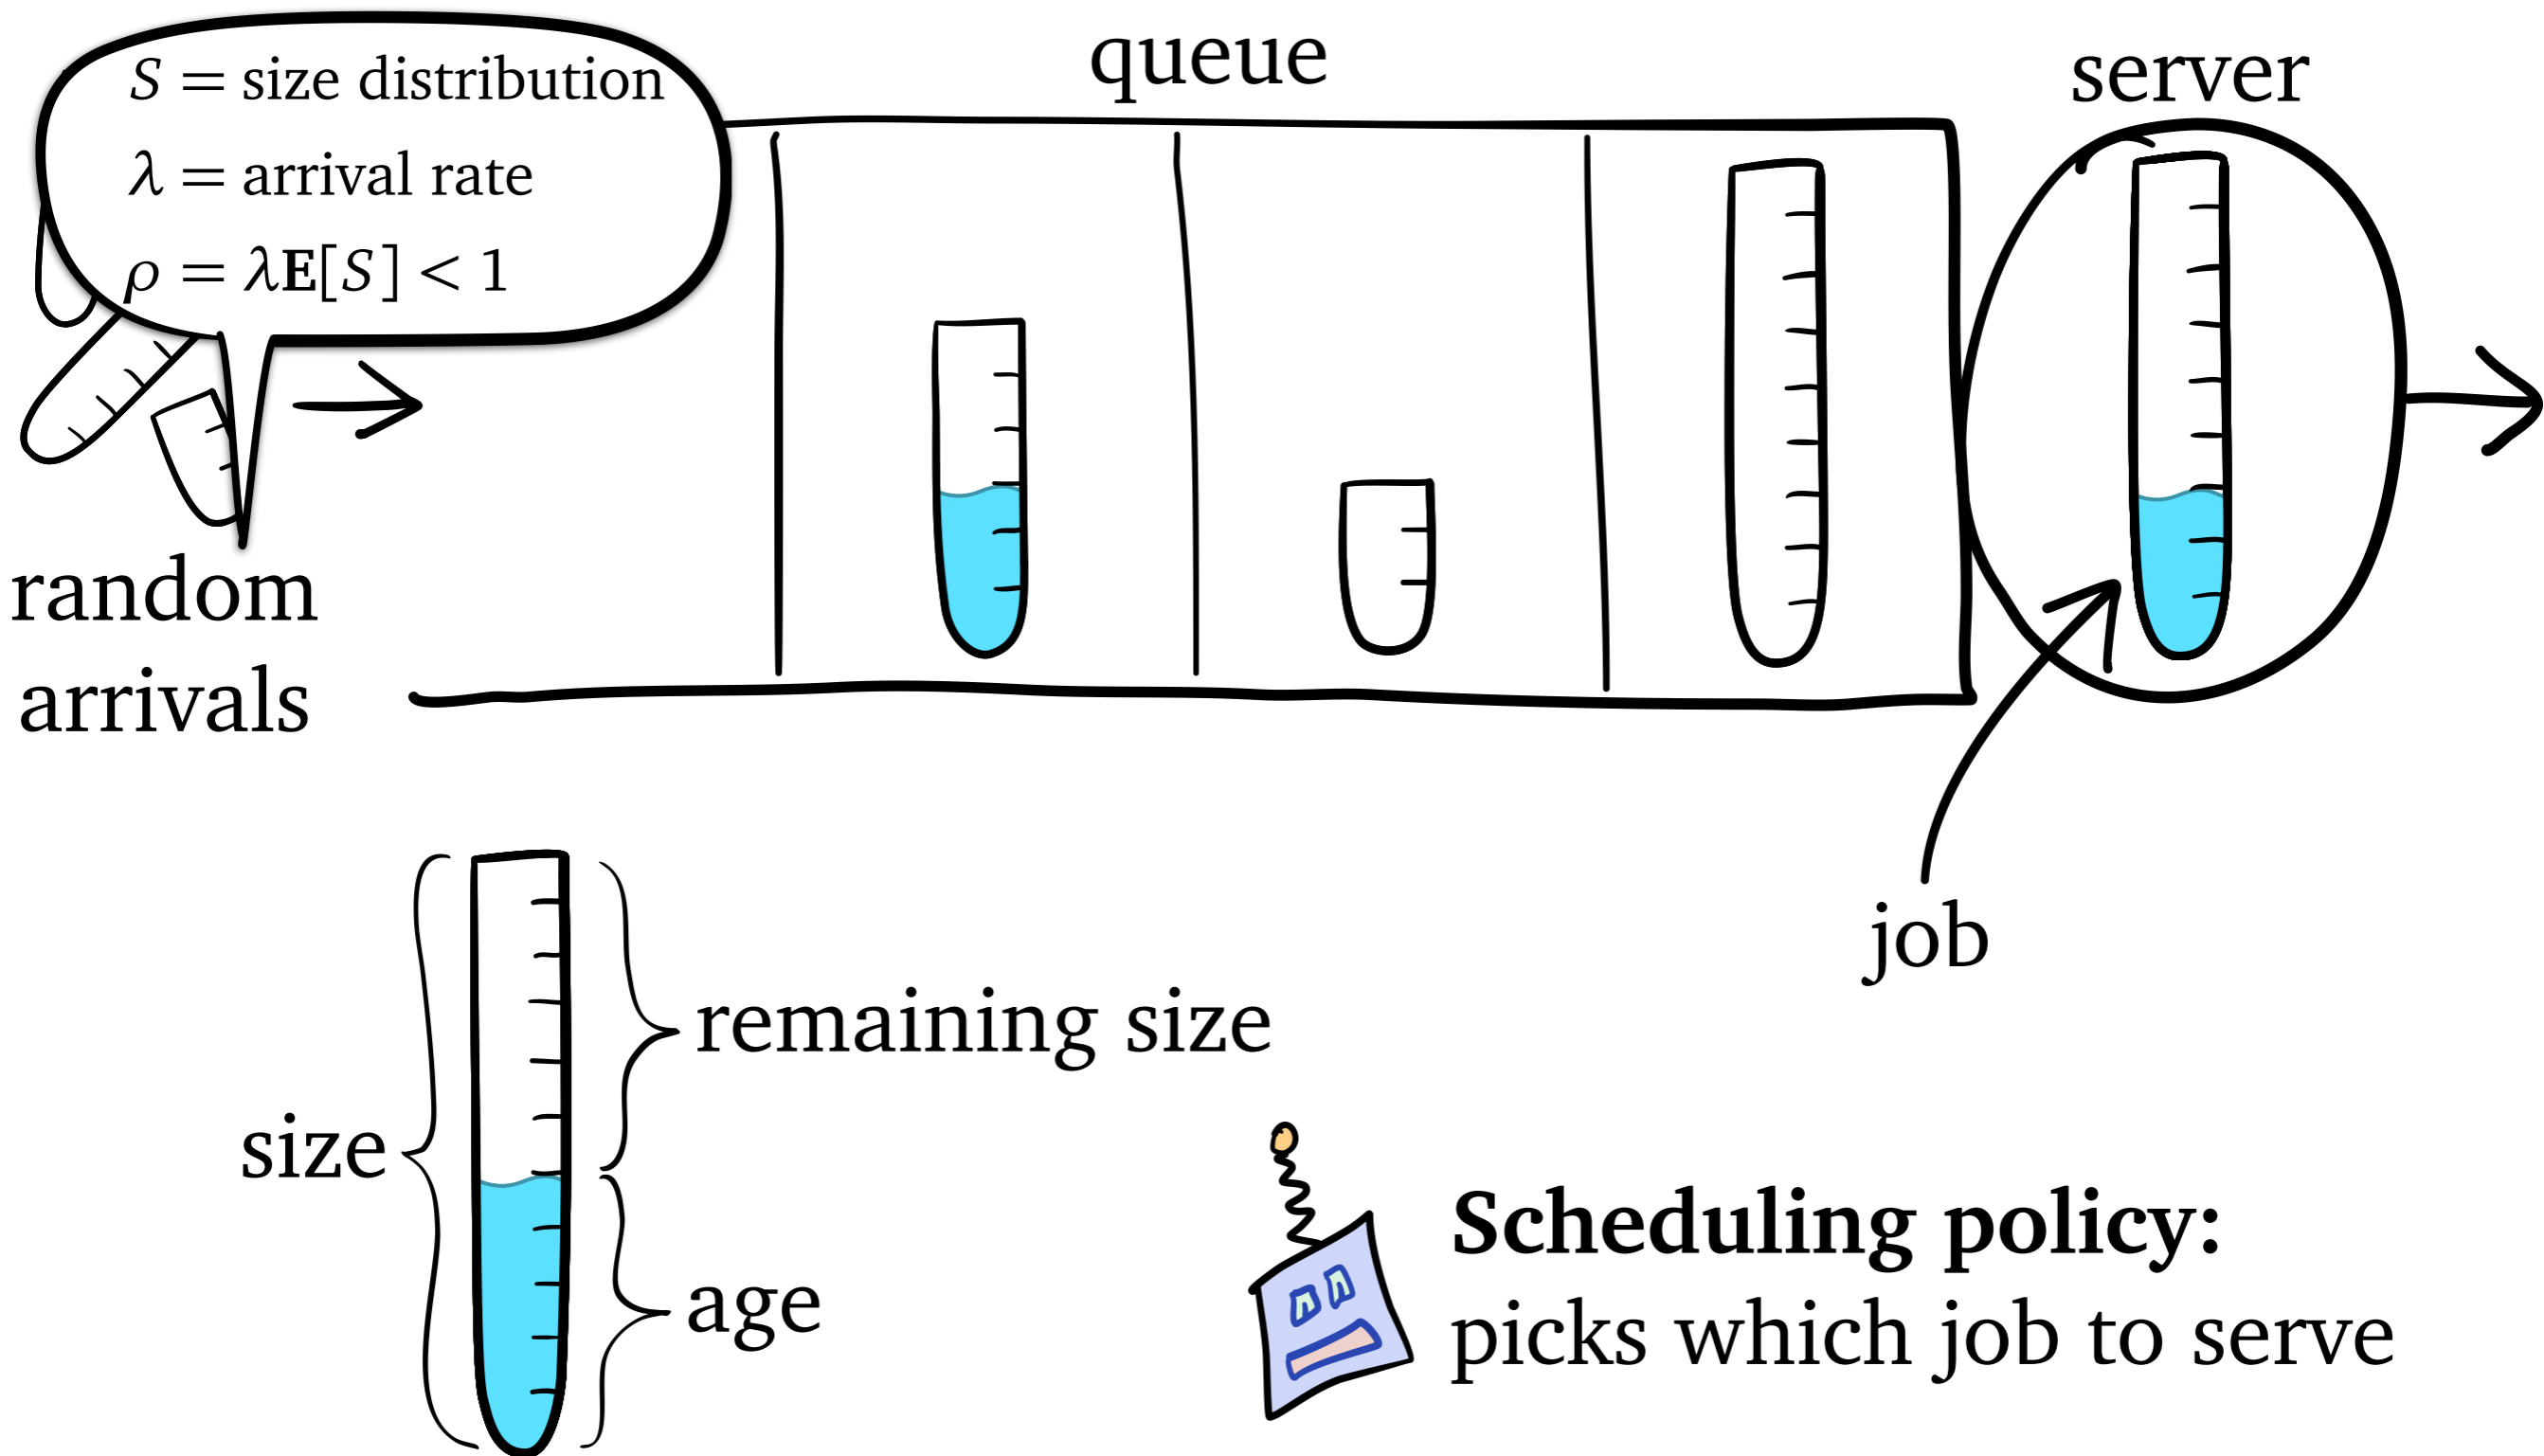 S = size distribution
λ = arrival rate
ρ = λE[S] < 1
queue
server
random
arrivals
job
remaining size
size
age
Scheduling policy:
picks which job to serve